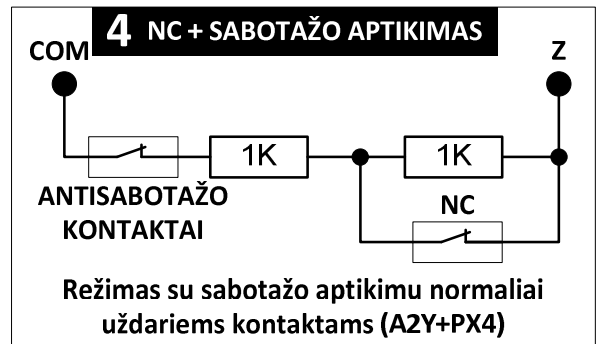 4 NC + SABOTAŽO APTIKIMAS
COM Z
1K 1K
ANTISABOTAŽO
KONTAKTAI
NC
Režimas su sabotažo aptikimu normaliai
uždariems kontaktams (A2Y+PX4)